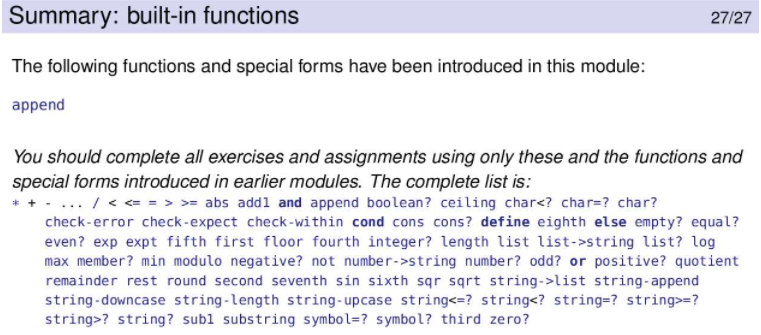 Summary: built-in functions 27/27
The following functions and special forms have been introduced in this module:
append
You should complete all exercises and assignments using only these and the functions and
special forms introduced in earlier modules. The complete list is:
* + - ... / < <= = > >= abs add1 and append boolean? ceiling char<? char=? char?
check-error check-expect check-within cond cons cons? define eighth else empty? equal?
even? exp expt fifth first floor fourth integer? length list list->string list? log
max member? min modulo negative? not number->string number? odd? or positive? quotient
remainder rest round second seventh sin sixth sqr sqrt string->list string-append
string-downcase string-length string-upcase string<=? string<? string=? string>=?
string>? string? sub1 substring symbol=? symbol? third zero?